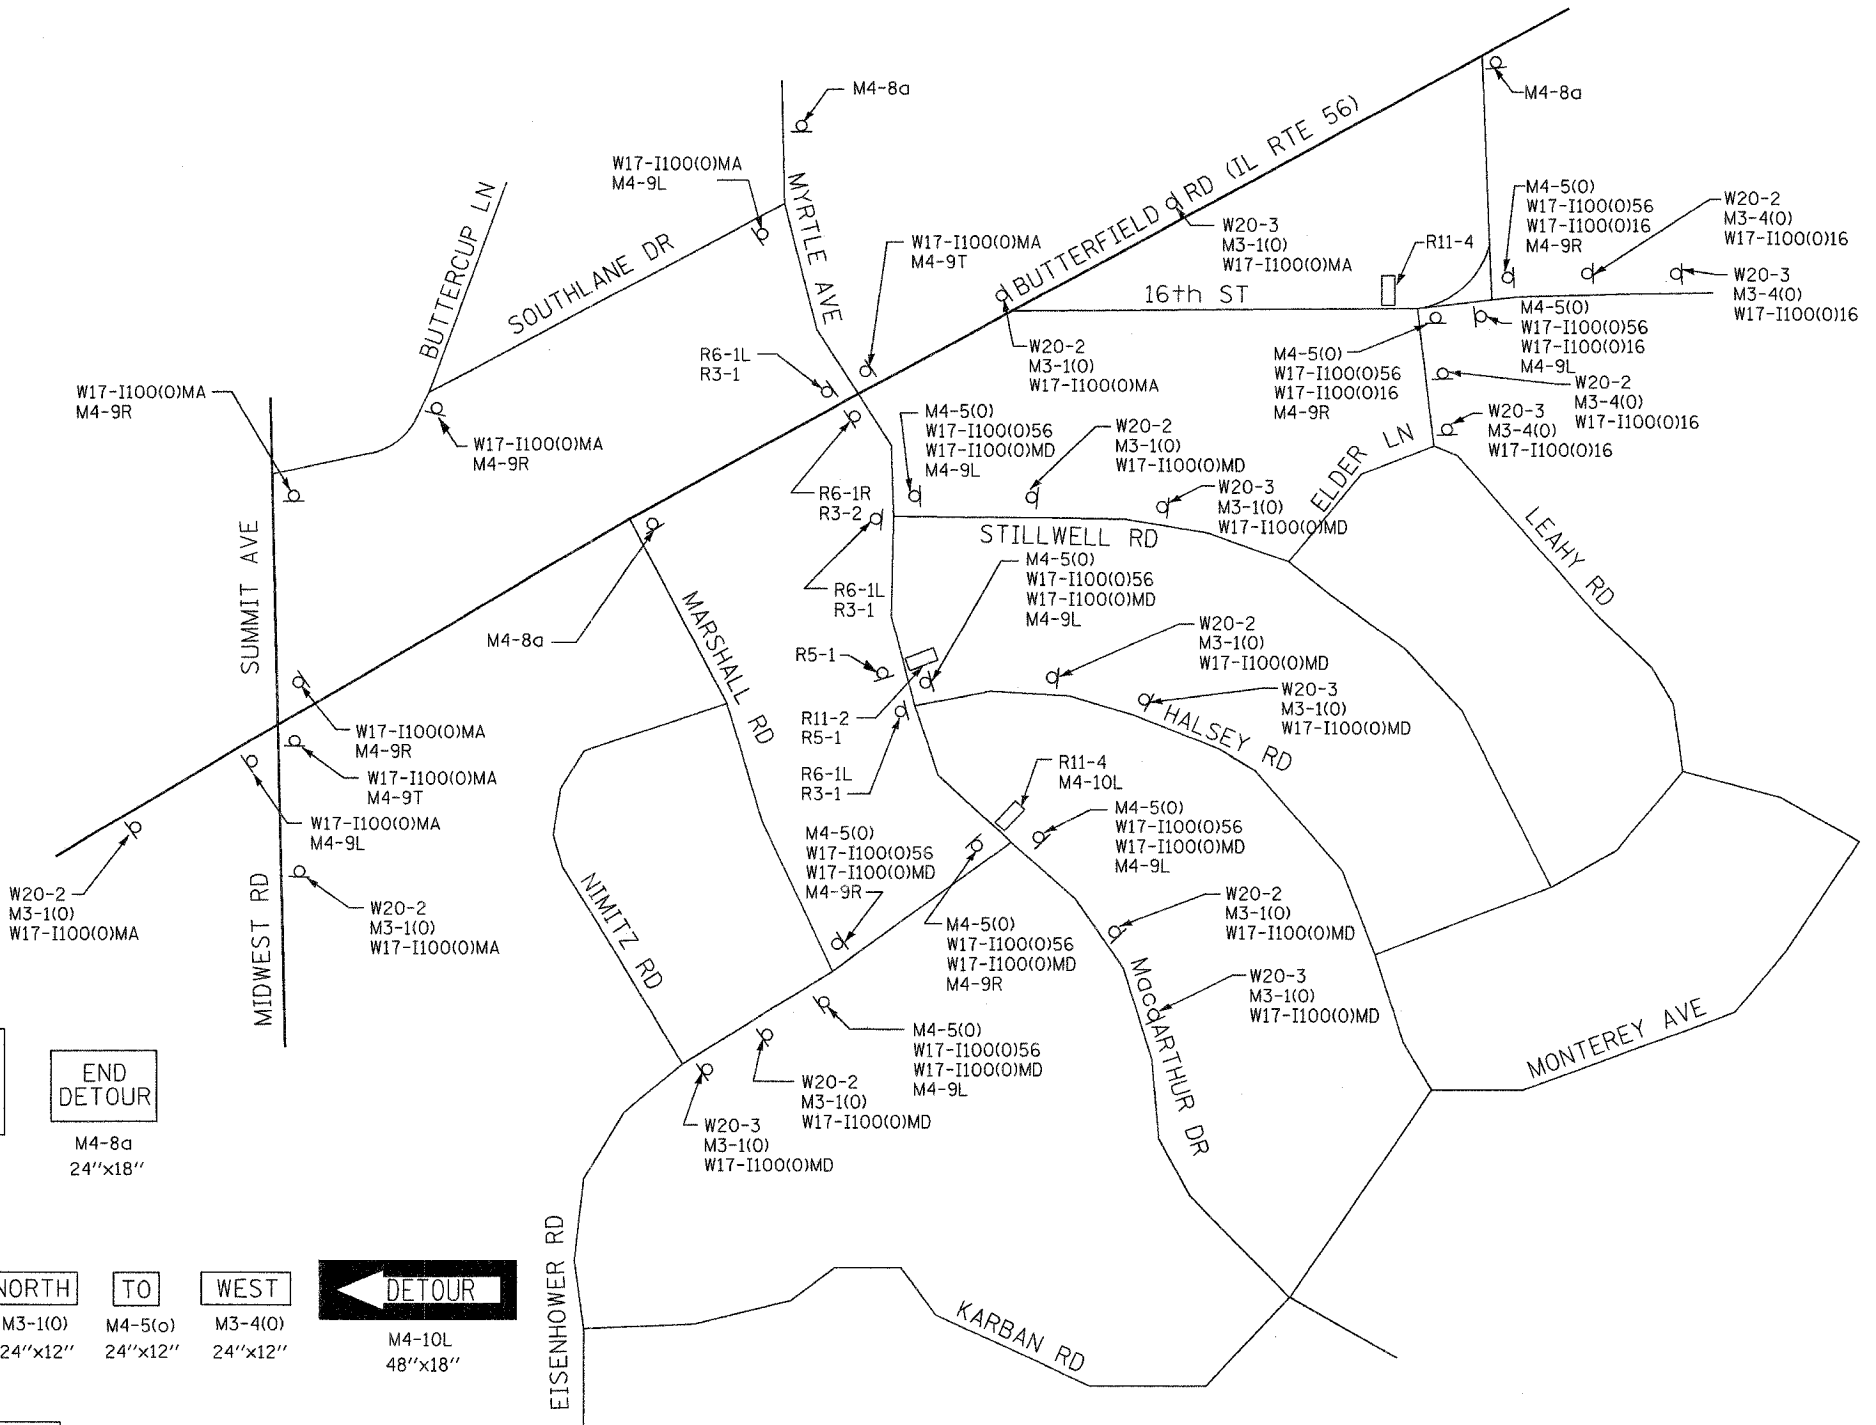 M4-8a
M4-8a
BUTTERFIELD RD (IL RTE 56)
W17-I100(O)MA
M4-9L
BUTTERCUP LN
SOUTHLANE DR
MYRTLE AVE
W17-I100(O)MA
M4-9T
W20-3
M3-1(O)
W17-I100(O)MA
R11-4
M4-5(O)
W17-I100(O)56
W17-I100(O)16
M4-9R
W20-2
M3-4(O)
W17-I100(O)16
W20-3
M3-4(O)
W17-I100(O)16
16th ST
M4-5(O)
W17-I100(O)56
W17-I100(O)16
M4-9L
R6-1L
R3-1
W20-2
M3-1(O)
W17-I100(O)MA
M4-5(O)
W17-I100(O)56
W17-I100(O)16
M4-9R
W20-2
M3-4(O)
W17-I100(O)16
W17-I100(O)MA
M4-9R
W17-I100(O)MA
M4-9R
M4-5(O)
W17-I100(O)56
W17-I100(O)MD
M4-9L
W20-2
M3-1(O)
W17-I100(O)MD
W20-3
M3-4(O)
W17-I100(O)16
ELDER LN
R6-1R
R3-2
W20-3
M3-1(O)
W17-I100(O)MD
STILLWELL RD
LEAHY RD
SUMMIT AVE
M4-8a
MARSHALL RD
R6-1L
R3-1
M4-5(O)
W17-I100(O)56
W17-I100(O)MD
M4-9L
R5-1
W20-2
M3-1(O)
W17-I100(O)MD
W20-3
M3-1(O)
W17-I100(O)MD
HALSEY RD
R11-2
R5-1
R6-1L
R3-1
W17-I100(O)MA
M4-9R
W17-I100(O)MA
M4-9T
W17-I100(O)MA
M4-9L
R11-4
M4-10L
M4-5(O)
W17-I100(O)56
W17-I100(O)MD
M4-9L
M4-5(O)
W17-I100(O)56
W17-I100(O)MD
M4-9R
W20-2
M3-1(O)
W17-I100(O)MA
MIDWEST RD
W20-2
M3-1(O)
W17-I100(O)MA
NIMITZ RD
M4-5(O)
W17-I100(O)56
W17-I100(O)MD
M4-9R
W20-2
M3-1(O)
W17-I100(O)MD
W20-3
M3-1(O)
W17-I100(O)MD
MacARTHUR DR
M4-5(O)
W17-I100(O)56
W17-I100(O)MD
M4-9L
MONTEREY AVE
W20-2
M3-1(O)
W17-I100(O)MD
W20-3
M3-1(O)
W17-I100(O)MD
END
DETOUR
M4-8a
24"x18"
EISENHOWER RD
KARBAN RD
NORTH
M3-1(O)
24"x12"
TO
M4-5(o)
24"x12"
WEST
M3-4(O)
24"x12"
DETOUR
M4-10L
48"x18"